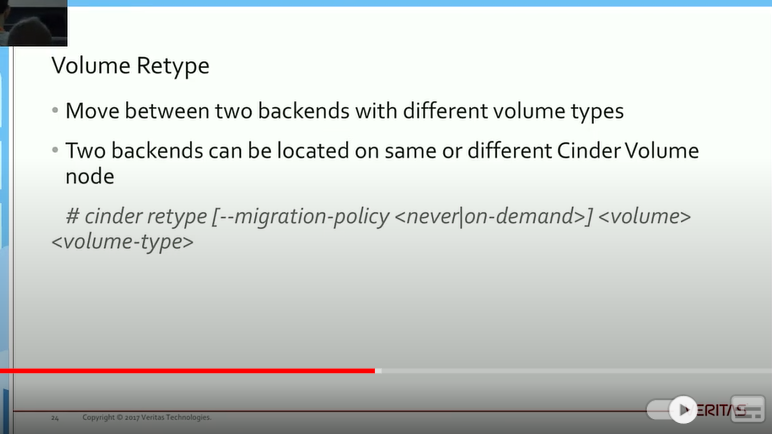 Volume Retype
• Move between two backends with different volume types
• Two backends can be located on same or different Cinder Volume
node
# cinder retype [--migration-policy <never|on-demand>] <volume>
<volume-type>
24 Copyright © 2017 Veritas Technologies.
ERITAS